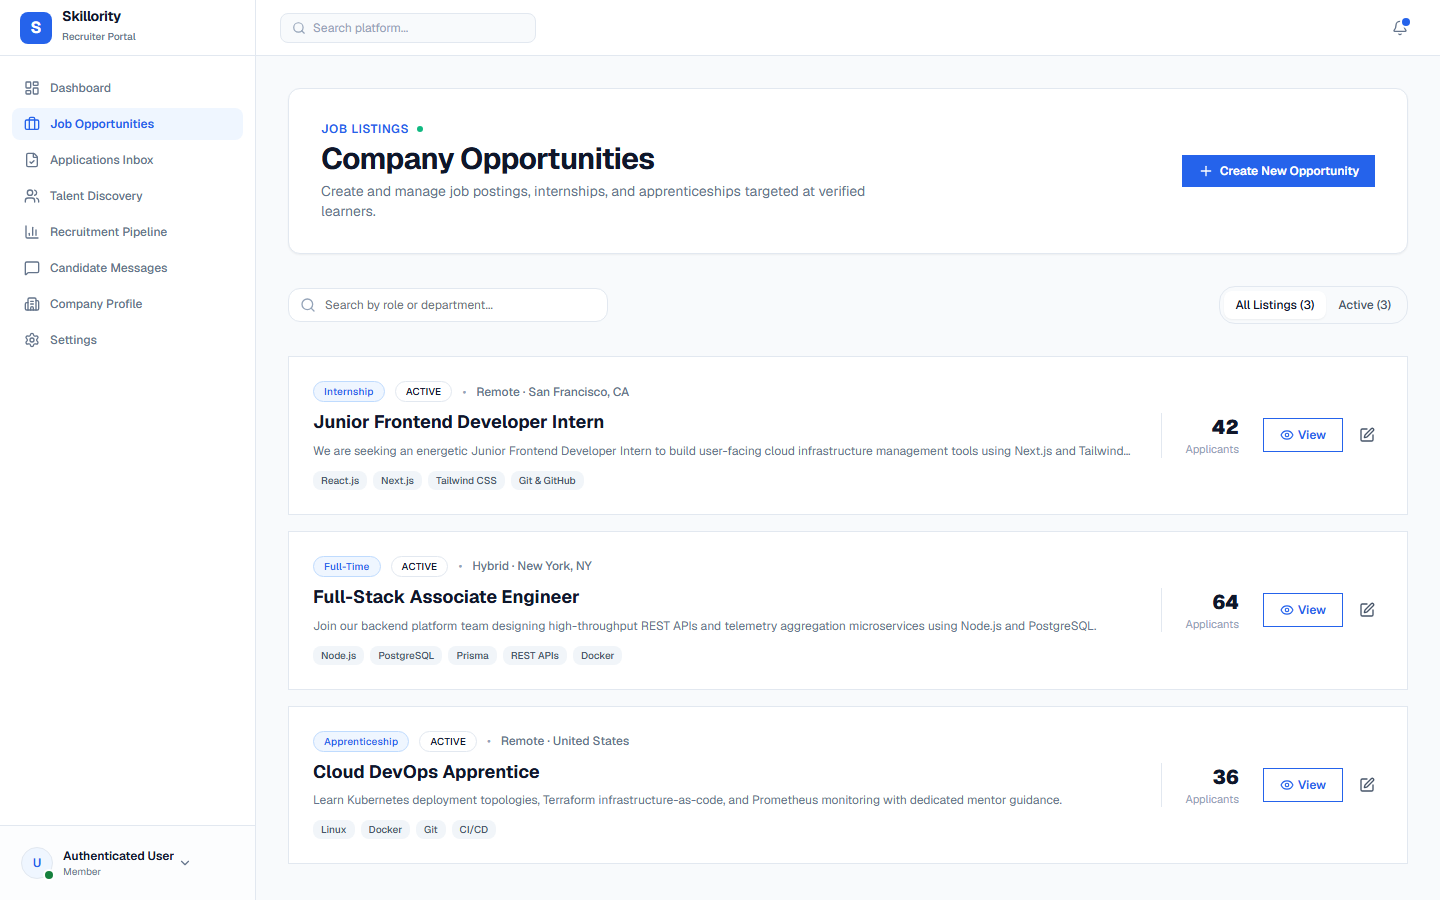 S
Skillority
Recruiter Portal
Search platform...
Dashboard
Job Opportunities
Applications Inbox
Talent Discovery
Recruitment Pipeline
Candidate Messages
Company Profile
Settings
JOB LISTINGS
Company Opportunities
Create and manage job postings, internships, and apprenticeships targeted at verified
learners.
Create New Opportunity
Search by role or department...
All Listings (3)
Active (3)
Internship
ACTIVE
• Remote · San Francisco, CA
Junior Frontend Developer Intern
We are seeking an energetic Junior Frontend Developer Intern to build user-facing cloud infrastructure management tools using Next.js and Tailwind...
React.js
Next.js
Tailwind CSS
Git & GitHub
42
Applicants
View
Full-Time
ACTIVE
• Hybrid · New York, NY
Full-Stack Associate Engineer
Join our backend platform team designing high-throughput REST APIs and telemetry aggregation microservices using Node.js and PostgreSQL.
Node.js
PostgreSQL
Prisma
REST APIs
Docker
64
Applicants
View
Apprenticeship
ACTIVE
• Remote · United States
Cloud DevOps Apprentice
Learn Kubernetes deployment topologies, Terraform infrastructure-as-code, and Prometheus monitoring with dedicated mentor guidance.
Linux
Docker
Git
CI/CD
36
Applicants
View
U
Authenticated User
Member